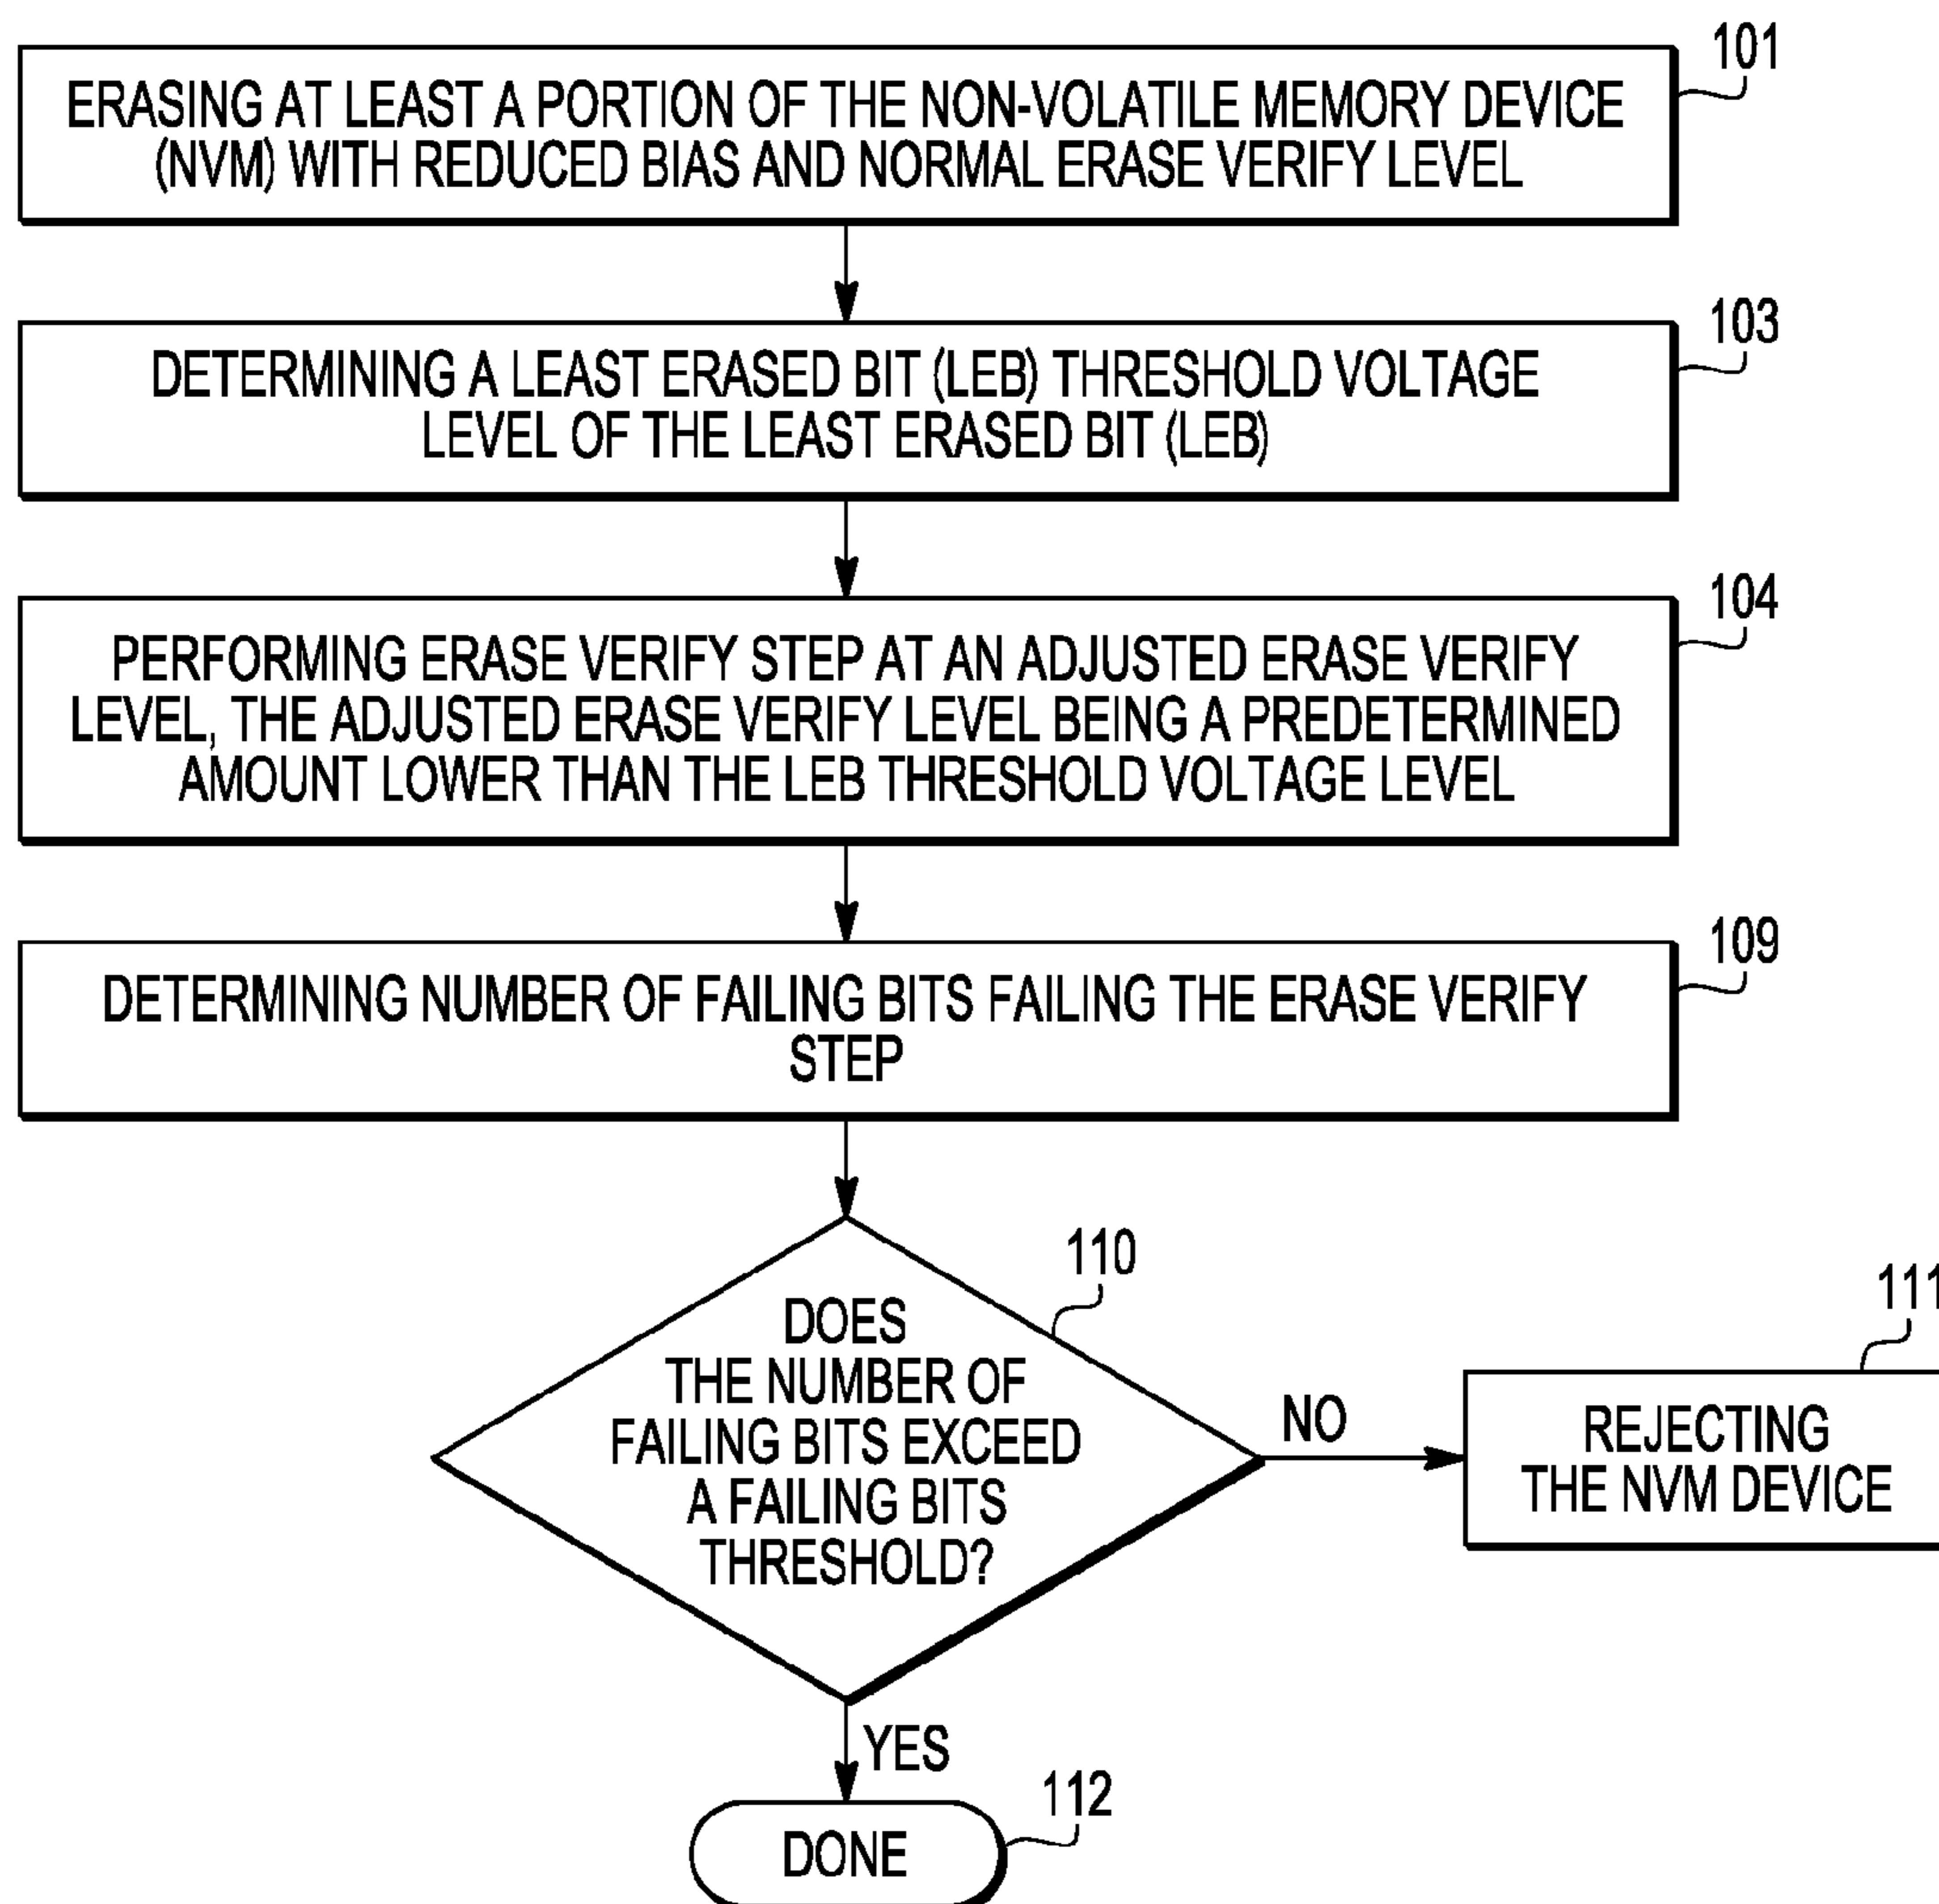 101
ERASING AT LEAST A PORTION OF THE NON-VOLATILE MEMORY DEVICE
(NVM) WITH REDUCED BIAS AND NORMAL ERASE VERIFY LEVEL
103
DETERMINING A LEAST ERASED BIT (LEB) THRESHOLD VOLTAGE
LEVEL OF THE LEAST ERASED BIT (LEB)
104
PERFORMING ERASE VERIFY STEP AT AN ADJUSTED ERASE VERIFY
LEVEL, THE ADJUSTED ERASE VERIFY LEVEL BEING A PREDETERMINED
AMOUNT LOWER THAN THE LEB THRESHOLD VOLTAGE LEVEL
109
DETERMINING NUMBER OF FAILING BITS FAILING THE ERASE VERIFY
STEP
110
DOES
THE NUMBER OF
FAILING BITS EXCEED
A FAILING BITS
THRESHOLD?
NO
111
REJECTING
THE NVM DEVICE
YES
112
DONE